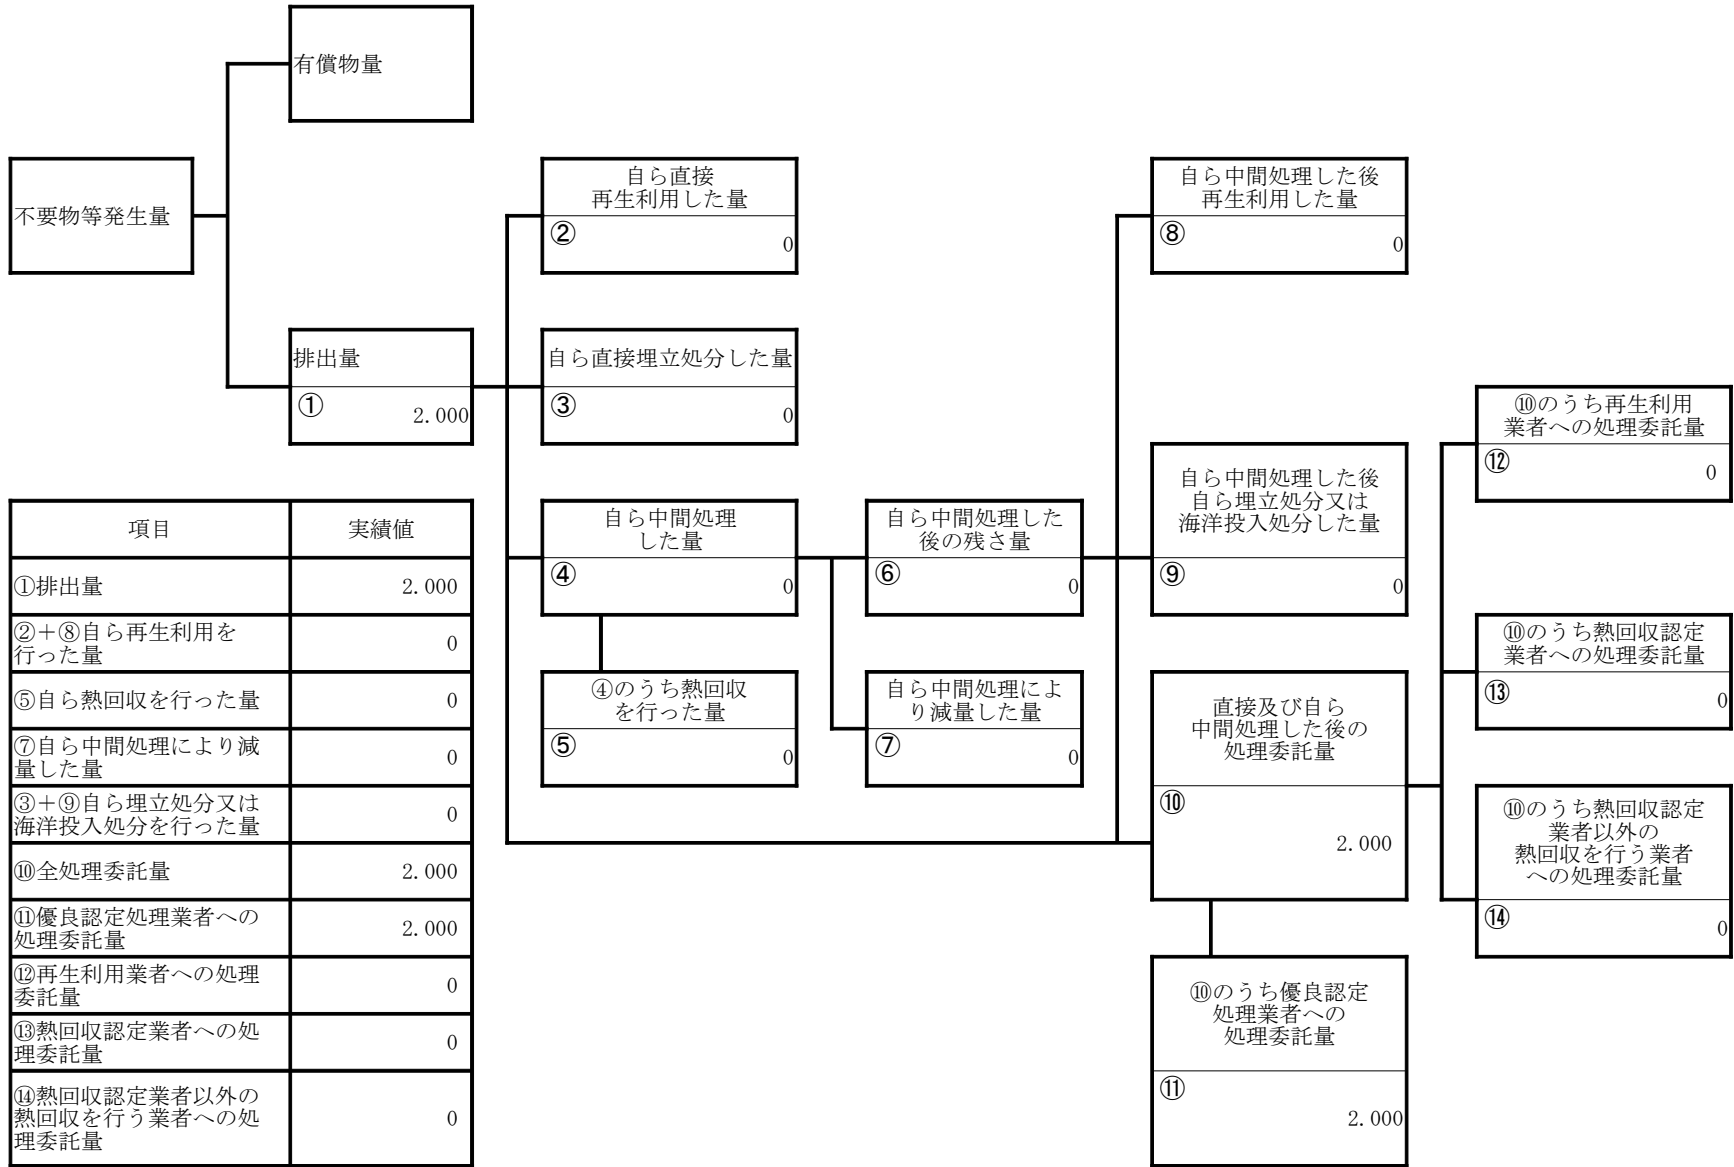 有償物量
不要物等発生量
自ら直接
再生利用した量
②
0
自ら中間処理した後
再生利用した量
⑧
0
排出量
①
2.000
自ら直接埋立処分した量
③
0
⑩のうち再生利用
業者への処理委託量
⑫
0
自ら中間処理
した量
④
0
自ら中間処理した
後の残さ量
⑥
0
自ら中間処理した後
自ら埋立処分又は
海洋投入処分した量
⑨
0
⑩のうち熱回収認定
業者への処理委託量
⑬
0
④のうち熱回収
を行った量
⑤
0
自ら中間処理によ
り減量した量
⑦
0
直接及び自ら
中間処理した後の
処理委託量
⑩
2.000
⑩のうち熱回収認定
業者以外の
熱回収を行う業者
への処理委託量
⑭
0
⑩のうち優良認定
処理業者への
処理委託量
⑪
2.000
項目 実績値
①排出量 2.000
②＋⑧自ら再生利用を
行った量 0
⑤自ら熱回収を行った量 0
⑦自ら中間処理により減
量した量 0
③＋⑨自ら埋立処分又は
海洋投入処分を行った量 0
⑩全処理委託量 2.000
⑪優良認定処理業者への
処理委託量 2.000
⑫再生利用業者への処理
委託量 0
⑬熱回収認定業者への処
理委託量 0
⑭熱回収認定業者以外の
熱回収を行う業者への処
理委託量 0